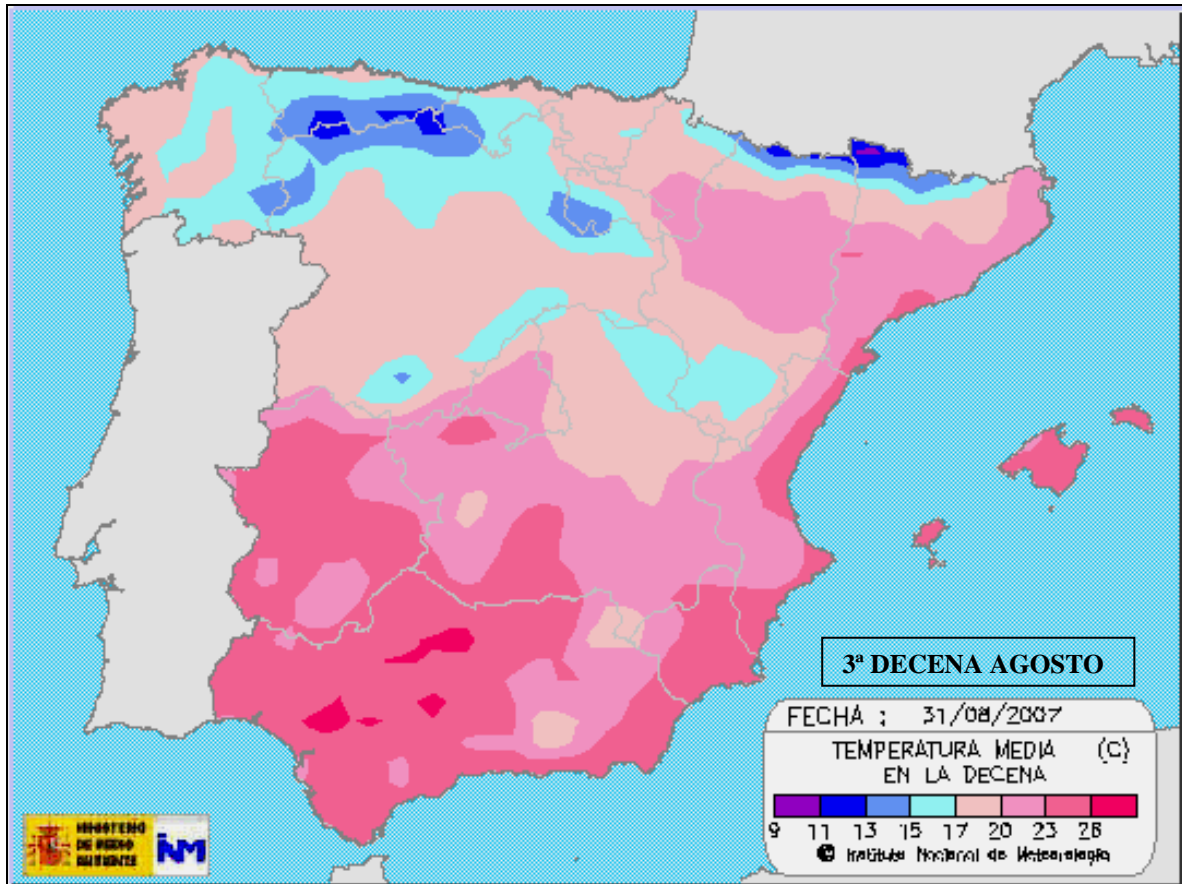 3ª DECENA AGOSTO
FECHA : 31/08/2007
TEMPERATURA MEDIA (C)
EN LA DECENA
9 11 13 15 17 20 23 26
© Instituto Nacional de Meteorología
MINISTERIO
DE MEDIO
AMBIENTE
INM